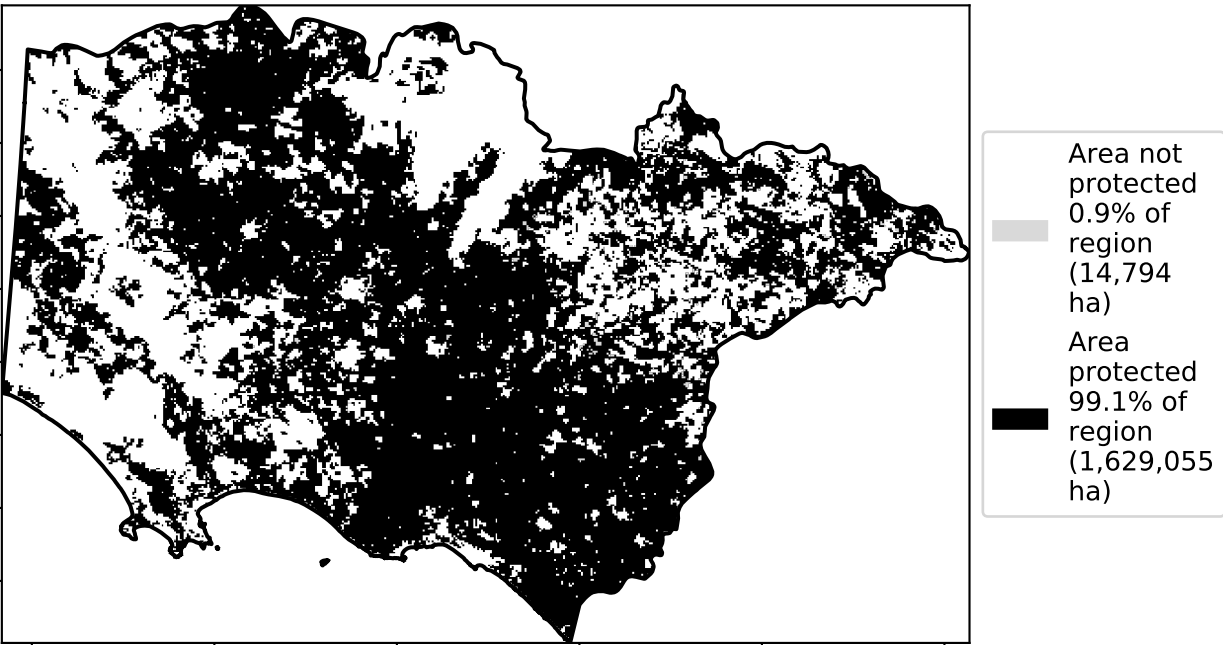 Area not
protected
0.9% of
region
(14,794
ha)
Area
protected
99.1% of
region
(1,629,055
ha)